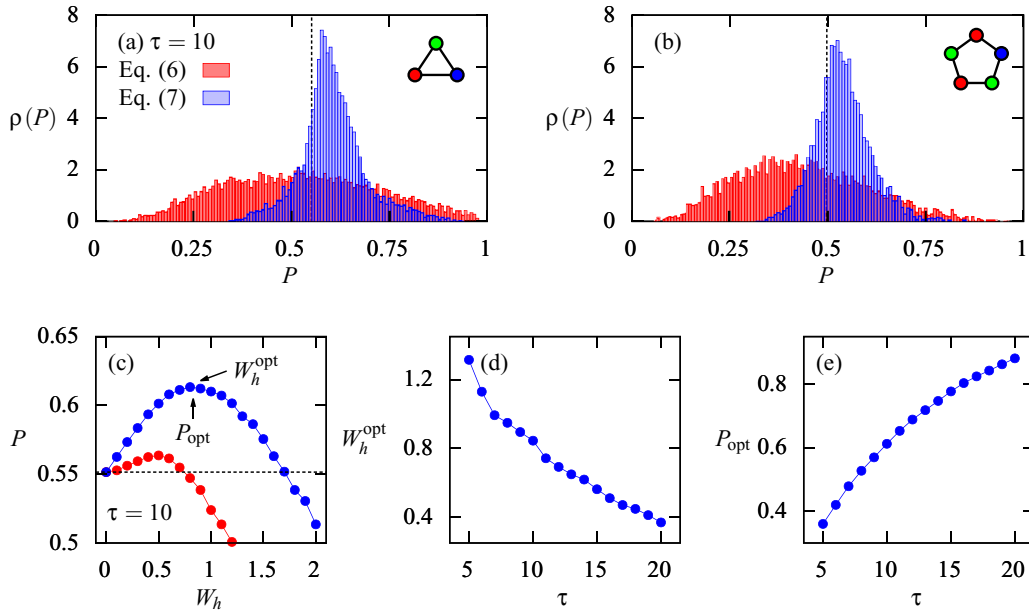 (a) τ = 10
Eq. (6)
Eq. (7)
ρ(P)
8
6
4
2
0
0
0.25
0.5
0.75
1
P
(b)
ρ(P)
8
6
4
2
0
0
0.25
0.5
0.75
1
P
(c)
W_h^opt
P_opt
τ = 10
P
0.65
0.6
0.55
0.5
0
0.5
1
1.5
2
W_h
(d)
W_h^opt
1.2
0.8
0.4
5
10
15
20
τ
(e)
P_opt
0.8
0.6
0.4
5
10
15
20
τ